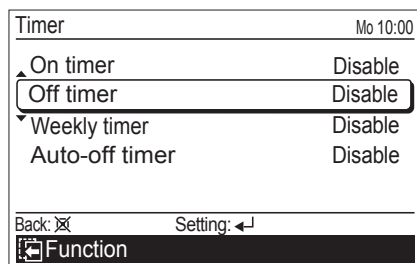 Timer Mo 10:00
On timer Disable
Off timer Disable
Weekly timer Disable
Auto-off timer Disable
Back: Setting:
Function